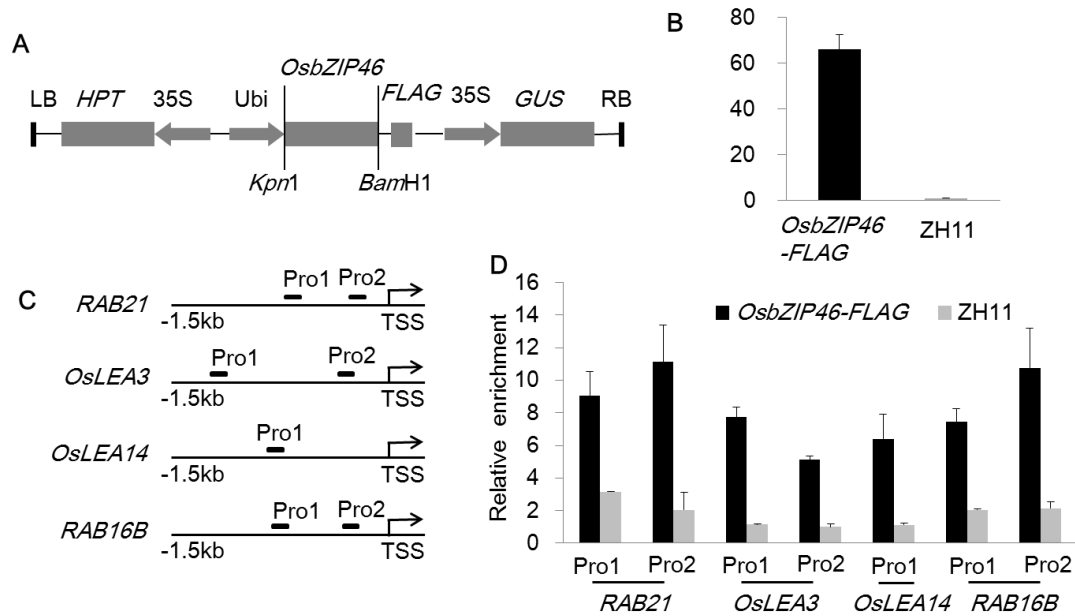 A
LB HPT 35S Ubi OsbZIP46 FLAG 35S GUS RB
Kpn1 BamH1
B
80
60
40
20
0
OsbZIP46 ZH11
-FLAG
C
RAB21 Pro1 Pro2
-1.5kb TSS
OsLEA3 Pro1 Pro2
-1.5kb TSS
OsLEA14 Pro1
-1.5kb TSS
RAB16B Pro1 Pro2
-1.5kb TSS
D
Relative enrichment
16
14
12
10
8
6
4
2
0
OsbZIP46-FLAG ZH11
Pro1 Pro2 Pro1 Pro2 Pro1 Pro1 Pro2
RAB21 OsLEA3 OsLEA14 RAB16B